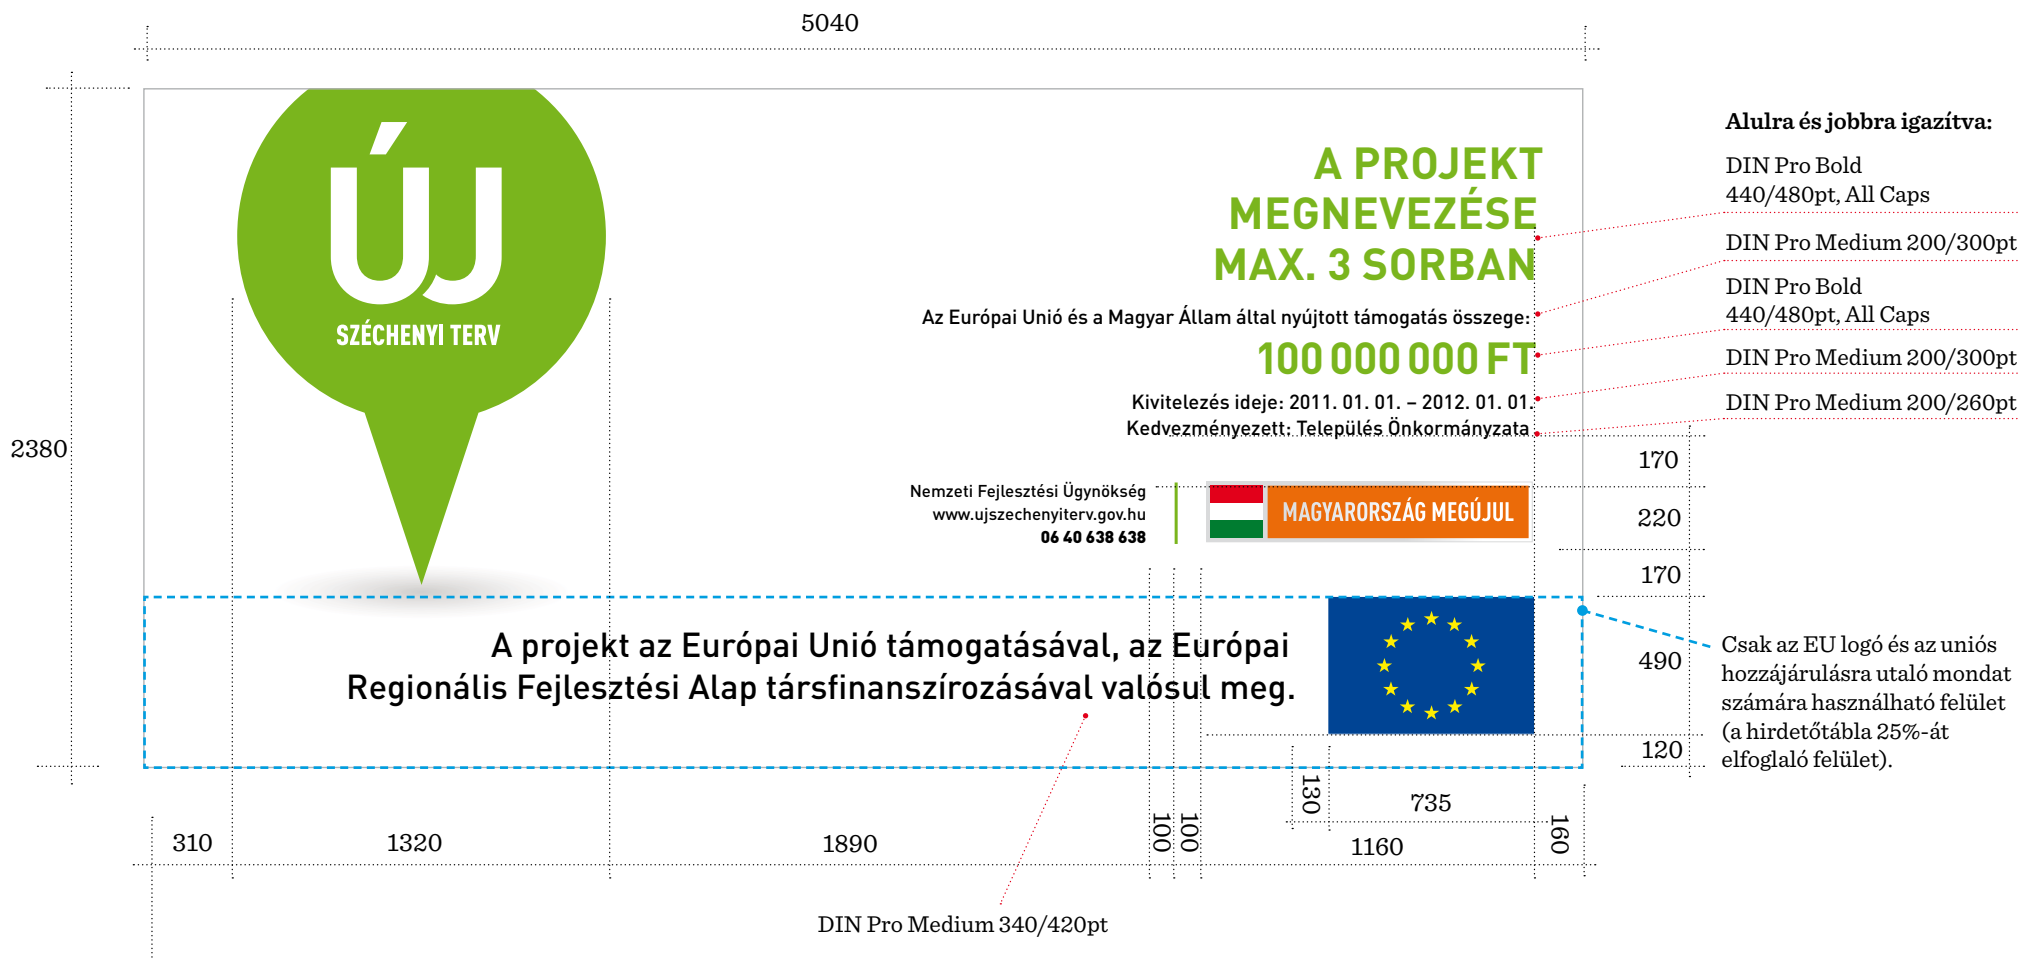 5040
2380
ÚJ
SZÉCHENYI TERV
A PROJEKT
MEGNEVEZÉSE
MAX. 3 SORBAN
Az Európai Unió és a Magyar Állam által nyújtott támogatás összege:
100 000 000 FT
Kivitelezés ideje: 2011. 01. 01. – 2012. 01. 01.
Kedvezményezett: Település Önkormányzata
Nemzeti Fejlesztési Ügynökség
www.ujszechenyiterv.gov.hu
06 40 638 638
MAGYARORSZÁG MEGÚJUL
A projekt az Európai Unió támogatásával, az Európai
Regionális Fejlesztési Alap társfinanszírozásával valósul meg.
Alulra és jobbra igazítva:
DIN Pro Bold
440/480pt, All Caps
DIN Pro Medium 200/300pt
DIN Pro Bold
440/480pt, All Caps
DIN Pro Medium 200/300pt
DIN Pro Medium 200/260pt
170
220
170
490
120
Csak az EU logó és az uniós
hozzájárulásra utaló mondat
számára használható felület
(a hirdetőtábla 25%-át
elfoglaló felület).
130
735
310
1320
1890
100
100
1160
160
DIN Pro Medium 340/420pt